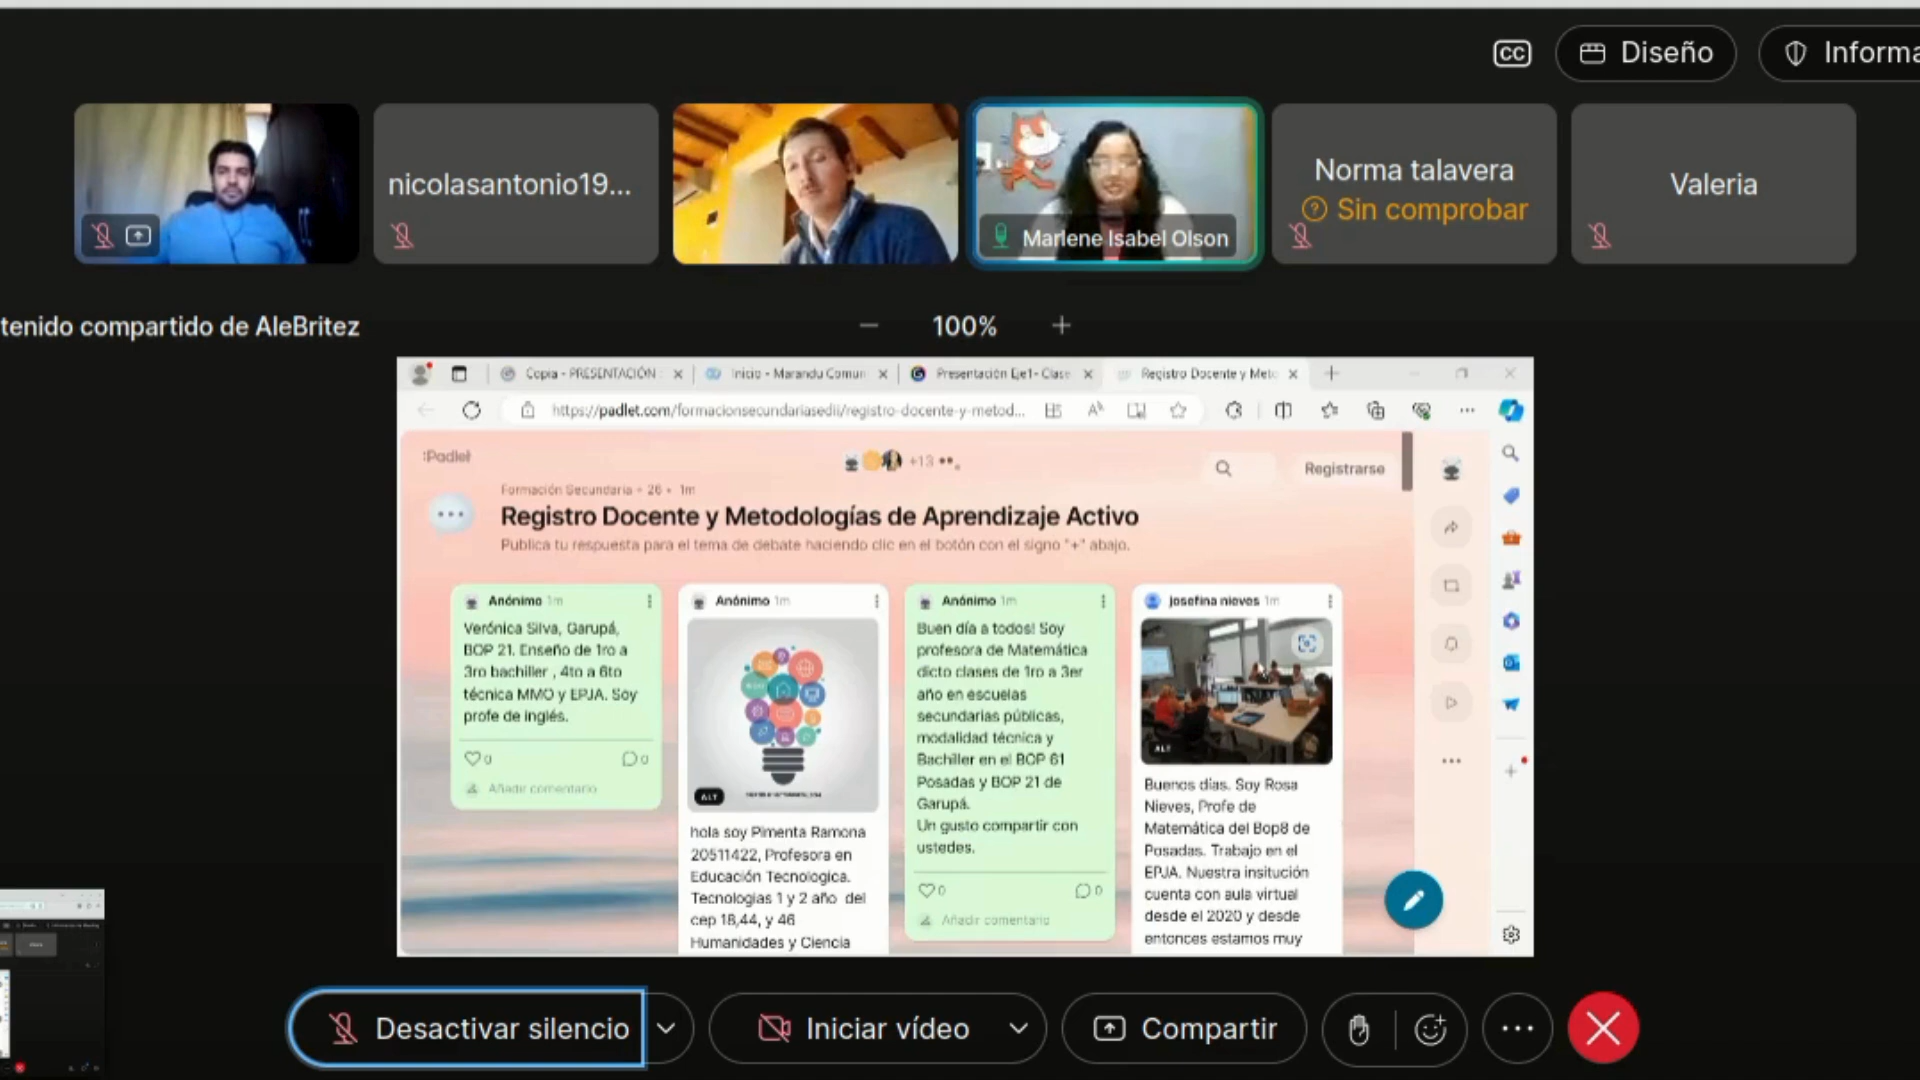 CC
Diseño
Informa
nicolasantonio19...
Marlene Isabel Olson
Norma talavera
Sin comprobar
Valeria
tenido compartido de AleBritez
100%
Copia - PRESENTACIÓN
Inicio - Marandu Comun
Presentación Eje1- Clase
Registro Docente y Meto
https://padlet.com/formacionsecundariasedii/registro-docente-y-metod...
:Padlet
+13
Registrarse
Formación Secundaria • 26 • 1m
Registro Docente y Metodologías de Aprendizaje Activo
Publica tu respuesta para el tema de debate haciendo clic en el botón con el signo "+" abajo.
Anónimo 1m
Verónica Silva, Garupá,
BOP 21. Enseño de 1ro a
3ro bachiller , 4to a 6to
técnica MMO y EPJA. Soy
profe de inglés.
0
0
Añadir comentario
Anónimo 1m
ALT
hola soy Pimenta Ramona
20511422, Profesora en
Educación Tecnologica.
Tecnologias 1 y 2 año del
cep 18,44, y 46
Humanidades y Ciencia
Anónimo 1m
Buen día a todos! Soy
profesora de Matemática
dicto clases de 1ro a 3er
año en escuelas
secundarias públicas,
modalidad técnica y
Bachiller en el BOP 61
Posadas y BOP 21 de
Garupá.
Un gusto compartir con
ustedes.
0
0
Añadir comentario
josefina nieves 1m
ALT
Buenos días. Soy Rosa
Nieves, Profe de
Matemática del Bop8 de
Posadas. Trabajo en el
EPJA. Nuestra insitución
cuenta con aula virtual
desde el 2020 y desde
entonces estamos muy
Desactivar silencio
Iniciar vídeo
Compartir